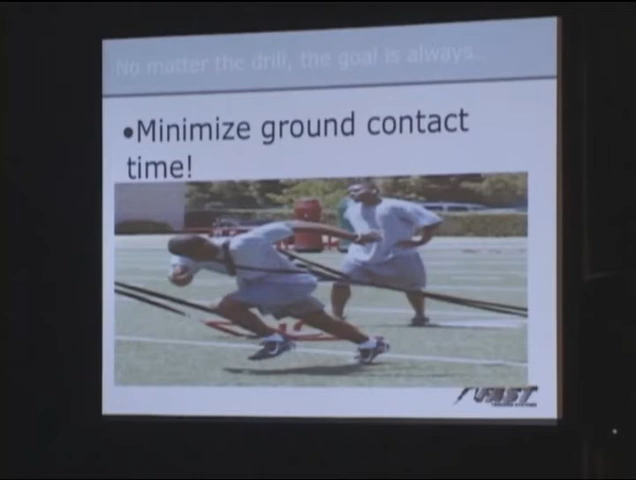 No matter the drill, the goal is always..
•Minimize ground contact
time!